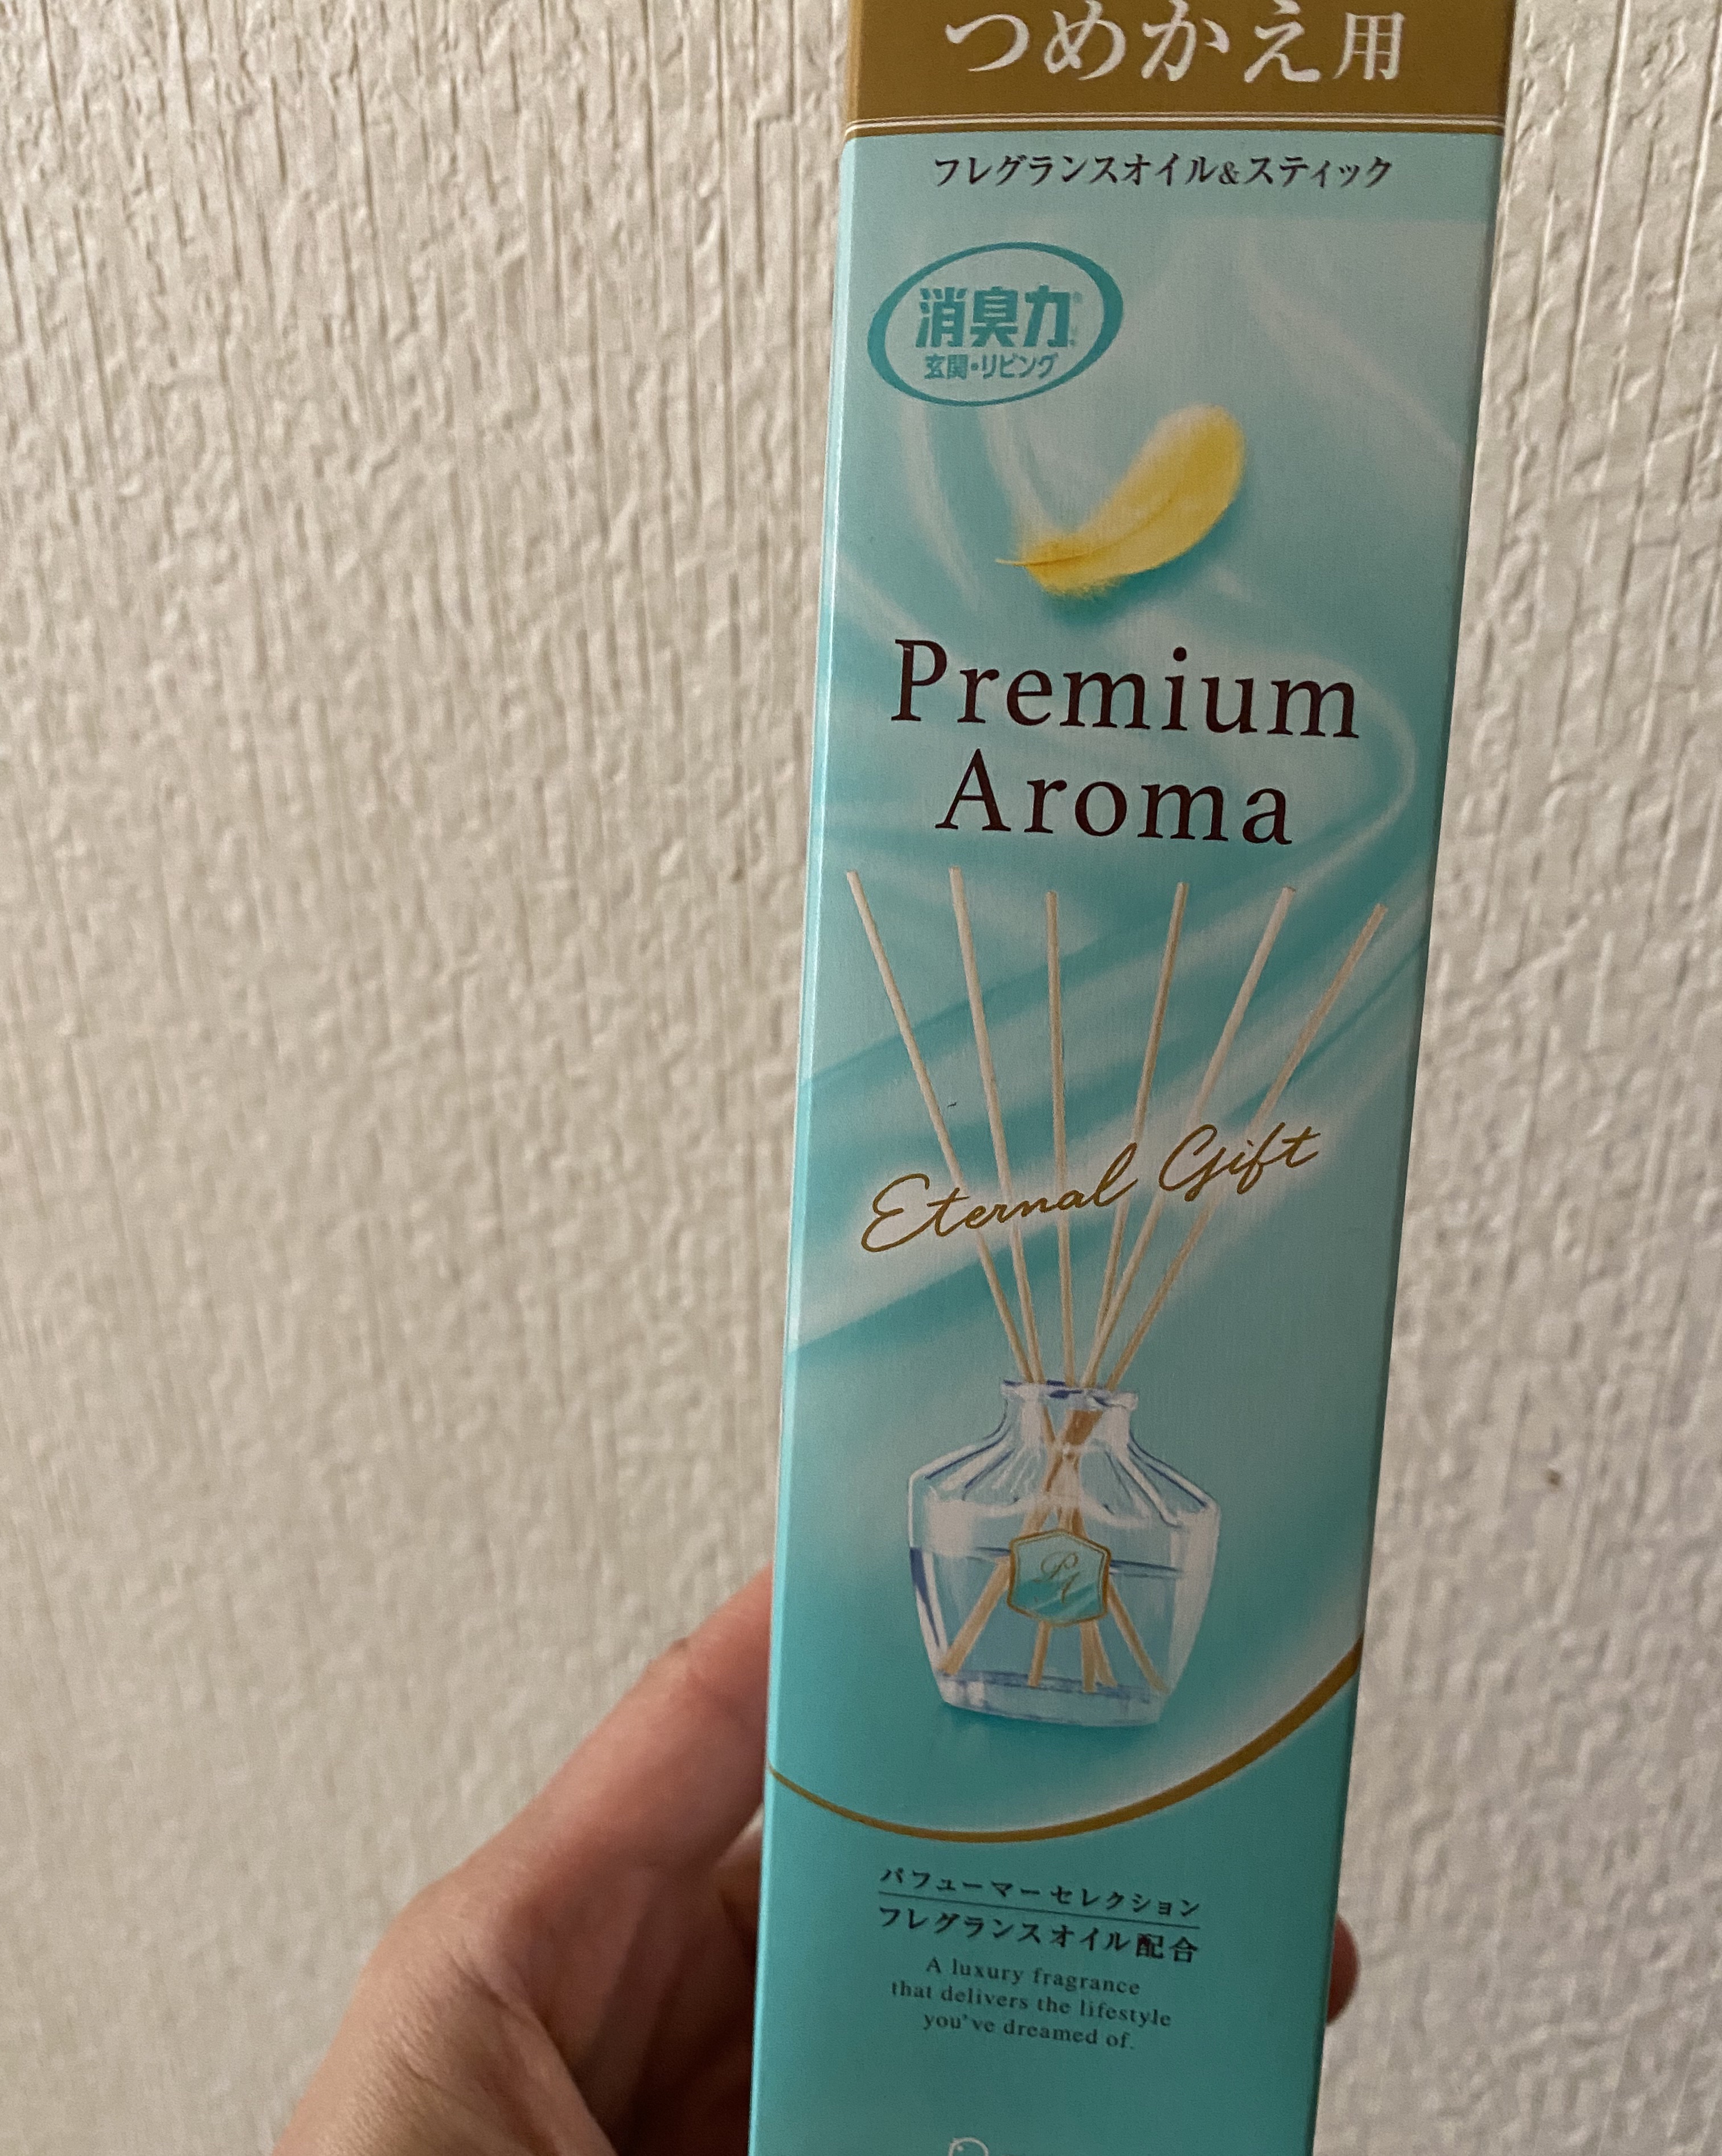 つめかえ用
フレグランスオイル&スティック
消臭力®
玄関・リビング
Premium
Aroma
Eternal Gift
PA
パフューマーセレクション
フレグランスオイル配合
A luxury fragrance
that delivers the lifestyle
you've dreamed of.